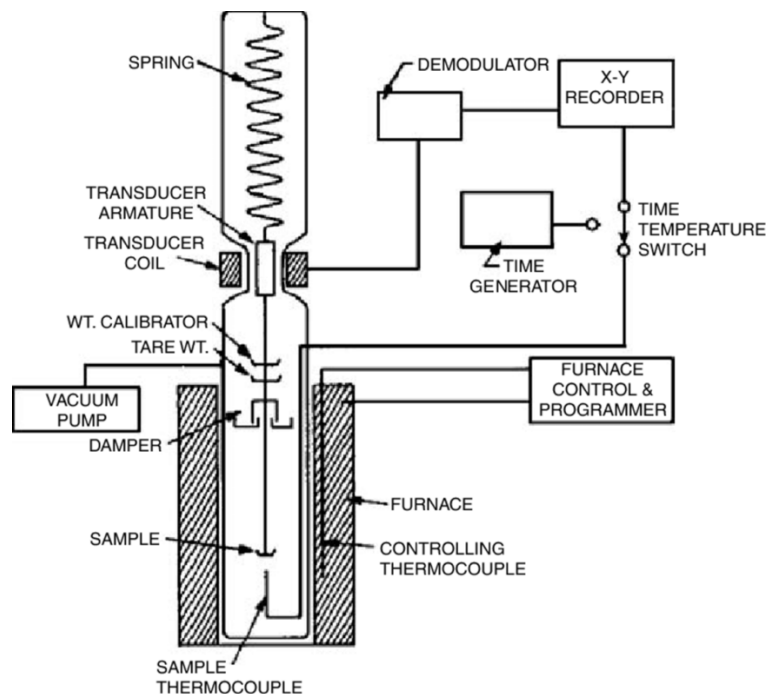 SPRING
DEMODULATOR
X-Y
RECORDER
TRANSDUCER
ARMATURE
TRANSDUCER
COIL
TIME
TEMPERATURE
SWITCH
TIME
GENERATOR
WT. CALIBRATOR
TARE WT.
VACUUM
PUMP
FURNACE
CONTROL &
PROGRAMMER
DAMPER
FURNACE
SAMPLE
CONTROLLING
THERMOCOUPLE
SAMPLE
THERMOCOUPLE